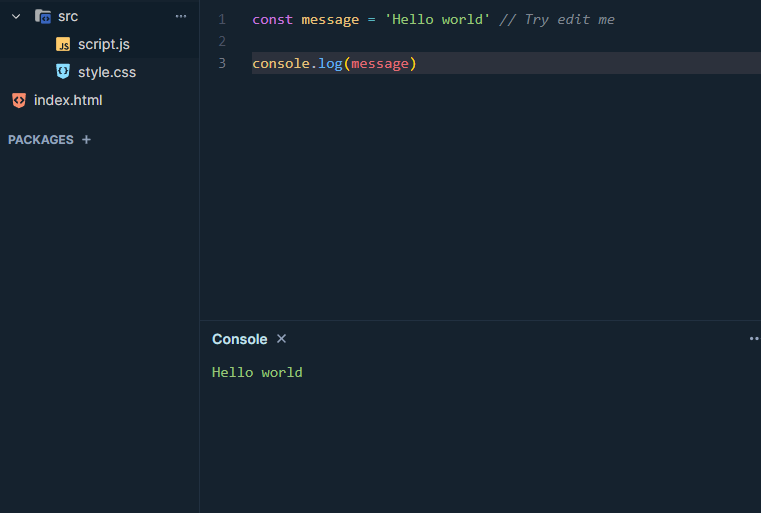 src
script.js
style.css
index.html
PACKAGES +
1 const message = 'Hello world' // Try edit me
2
3 console.log(message)
Console
Hello world